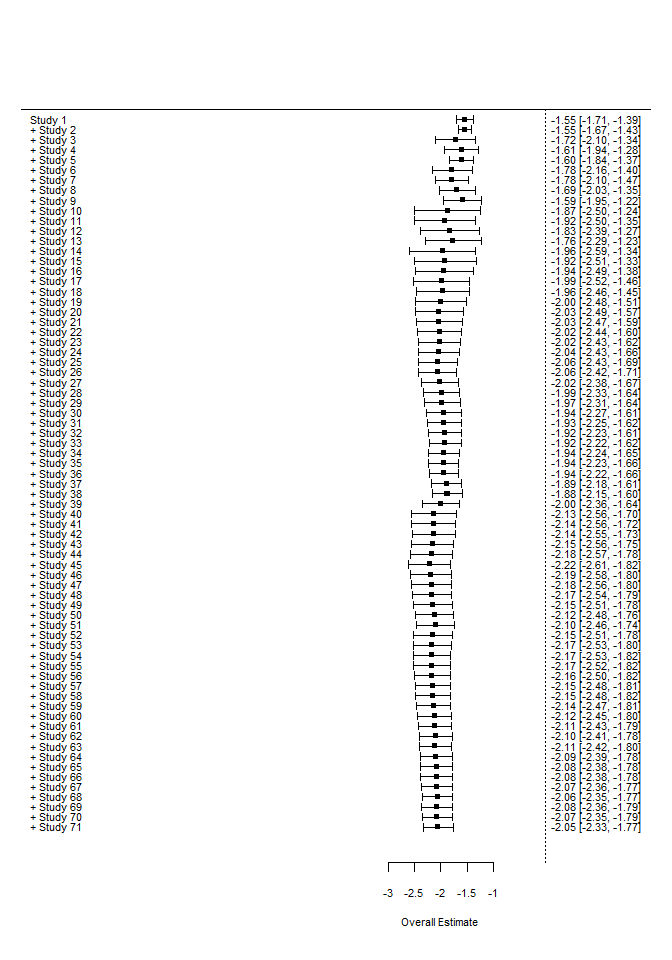 Study 1 -1.55 [-1.71, -1.39]
+ Study 2 -1.55 [-1.67, -1.43]
+ Study 3 -1.72 [-2.10, -1.34]
+ Study 4 -1.61 [-1.94, -1.28]
+ Study 5 -1.60 [-1.84, -1.37]
+ Study 6 -1.78 [-2.16, -1.40]
+ Study 7 -1.78 [-2.10, -1.47]
+ Study 8 -1.69 [-2.03, -1.35]
+ Study 9 -1.59 [-1.95, -1.22]
+ Study 10 -1.87 [-2.50, -1.24]
+ Study 11 -1.92 [-2.50, -1.35]
+ Study 12 -1.83 [-2.39, -1.27]
+ Study 13 -1.76 [-2.29, -1.23]
+ Study 14 -1.96 [-2.59, -1.34]
+ Study 15 -1.92 [-2.51, -1.33]
+ Study 16 -1.94 [-2.49, -1.38]
+ Study 17 -1.99 [-2.52, -1.46]
+ Study 18 -1.96 [-2.46, -1.45]
+ Study 19 -2.00 [-2.48, -1.51]
+ Study 20 -2.03 [-2.49, -1.57]
+ Study 21 -2.03 [-2.47, -1.59]
+ Study 22 -2.02 [-2.44, -1.60]
+ Study 23 -2.02 [-2.43, -1.62]
+ Study 24 -2.04 [-2.43, -1.66]
+ Study 25 -2.06 [-2.43, -1.69]
+ Study 26 -2.06 [-2.42, -1.71]
+ Study 27 -2.02 [-2.38, -1.67]
+ Study 28 -1.99 [-2.33, -1.64]
+ Study 29 -1.97 [-2.31, -1.64]
+ Study 30 -1.94 [-2.27, -1.61]
+ Study 31 -1.93 [-2.25, -1.62]
+ Study 32 -1.92 [-2.23, -1.61]
+ Study 33 -1.92 [-2.22, -1.62]
+ Study 34 -1.94 [-2.24, -1.65]
+ Study 35 -1.94 [-2.23, -1.66]
+ Study 36 -1.94 [-2.22, -1.66]
+ Study 37 -1.89 [-2.18, -1.61]
+ Study 38 -1.88 [-2.15, -1.60]
+ Study 39 -2.00 [-2.36, -1.64]
+ Study 40 -2.13 [-2.56, -1.70]
+ Study 41 -2.14 [-2.56, -1.72]
+ Study 42 -2.14 [-2.55, -1.73]
+ Study 43 -2.15 [-2.56, -1.75]
+ Study 44 -2.18 [-2.57, -1.78]
+ Study 45 -2.22 [-2.61, -1.82]
+ Study 46 -2.19 [-2.58, -1.80]
+ Study 47 -2.18 [-2.56, -1.80]
+ Study 48 -2.17 [-2.54, -1.79]
+ Study 49 -2.15 [-2.51, -1.78]
+ Study 50 -2.12 [-2.48, -1.76]
+ Study 51 -2.10 [-2.46, -1.74]
+ Study 52 -2.15 [-2.51, -1.78]
+ Study 53 -2.17 [-2.53, -1.80]
+ Study 54 -2.17 [-2.53, -1.82]
+ Study 55 -2.17 [-2.52, -1.82]
+ Study 56 -2.16 [-2.50, -1.82]
+ Study 57 -2.15 [-2.48, -1.81]
+ Study 58 -2.15 [-2.48, -1.82]
+ Study 59 -2.14 [-2.47, -1.81]
+ Study 60 -2.12 [-2.45, -1.80]
+ Study 61 -2.11 [-2.43, -1.79]
+ Study 62 -2.10 [-2.41, -1.78]
+ Study 63 -2.11 [-2.42, -1.80]
+ Study 64 -2.09 [-2.39, -1.78]
+ Study 65 -2.08 [-2.38, -1.78]
+ Study 66 -2.08 [-2.38, -1.78]
+ Study 67 -2.07 [-2.36, -1.77]
+ Study 68 -2.06 [-2.35, -1.77]
+ Study 69 -2.08 [-2.36, -1.79]
+ Study 70 -2.07 [-2.35, -1.79]
+ Study 71 -2.05 [-2.33, -1.77]
-3 -2.5 -2 -1.5 -1
Overall Estimate